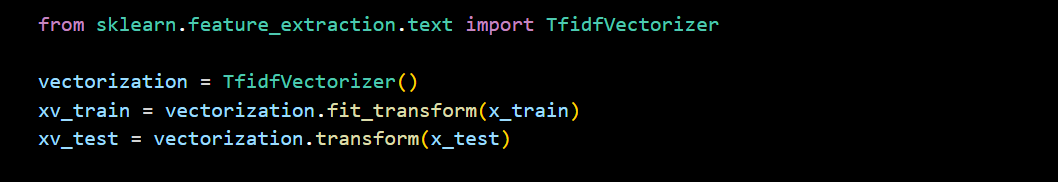 from sklearn.feature_extraction.text import TfidfVectorizer
vectorization = TfidfVectorizer()
xv_train = vectorization.fit_transform(x_train)
xv_test = vectorization.transform(x_test)